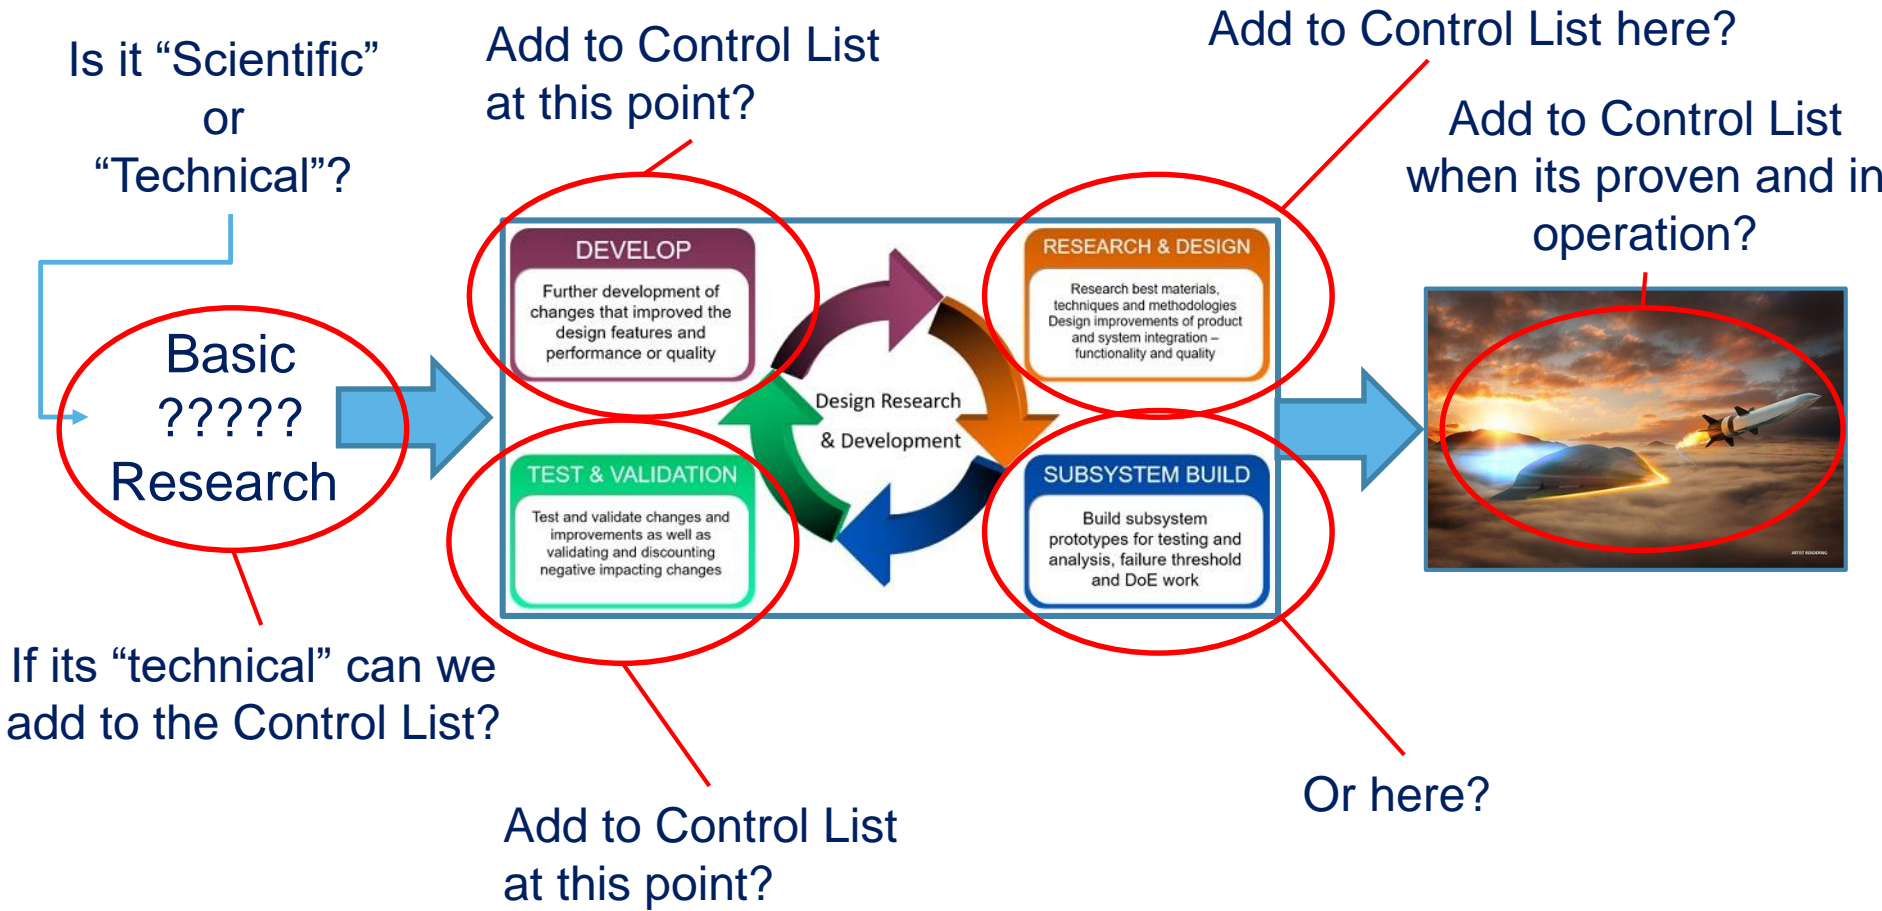 Is it “Scientific”
or
“Technical”?
Add to Control List
at this point?
Add to Control List here?
Add to Control List
when its proven and in
operation?
Basic
?????
Research
DEVELOP
Further development of
changes that improved the
design features and
performance or quality
RESEARCH & DESIGN
Research best materials,
techniques and methodologies
Design improvements of product
and system integration –
functionality and quality
Design Research
& Development
TEST & VALIDATION
Test and validate changes and
improvements as well as
validating and discounting
negative impacting changes
SUBSYSTEM BUILD
Build subsystem
prototypes for testing and
analysis, failure threshold
and DoE work
ARTIST RENDERING
If its “technical” can we
add to the Control List?
Add to Control List
at this point?
Or here?